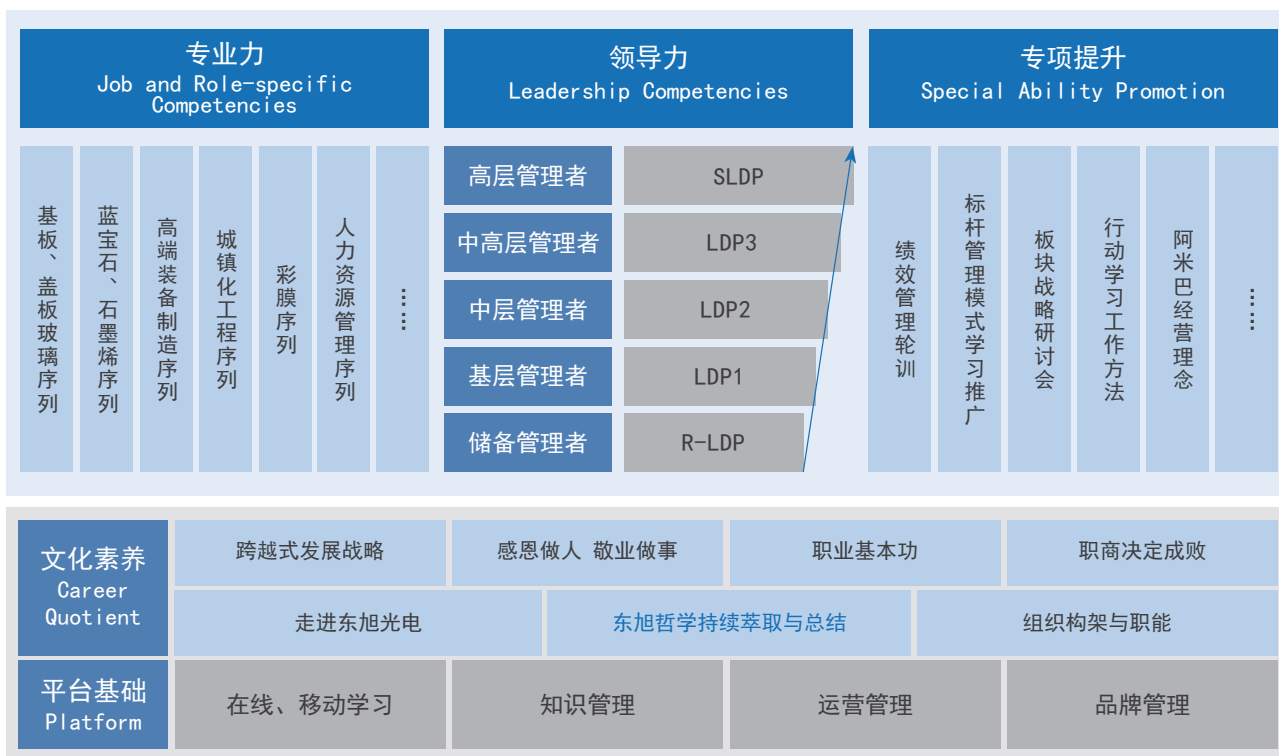 专业力
Job and Role-specific
Competencies
领导力
Leadership Competencies
专项提升
Special Ability Promotion
基板、盖板玻璃序列
蓝宝石、石墨烯序列
高端装备制造序列
城镇化工程序列
彩膜序列
人力资源管理序列
……
高层管理者
SLDP
中高层管理者
LDP3
中层管理者
LDP2
基层管理者
LDP1
储备管理者
R-LDP
绩效管理轮训
标杆管理模式学习推广
板块战略研讨会
行动学习工作方法
阿米巴经营理念
……
文化素养
Career
Quotient
跨越式发展战略
感恩做人 敬业做事
职业基本功
职商决定成败
走进东旭光电
东旭哲学持续萃取与总结
组织构架与职能
平台基础
Platform
在线、移动学习
知识管理
运营管理
品牌管理